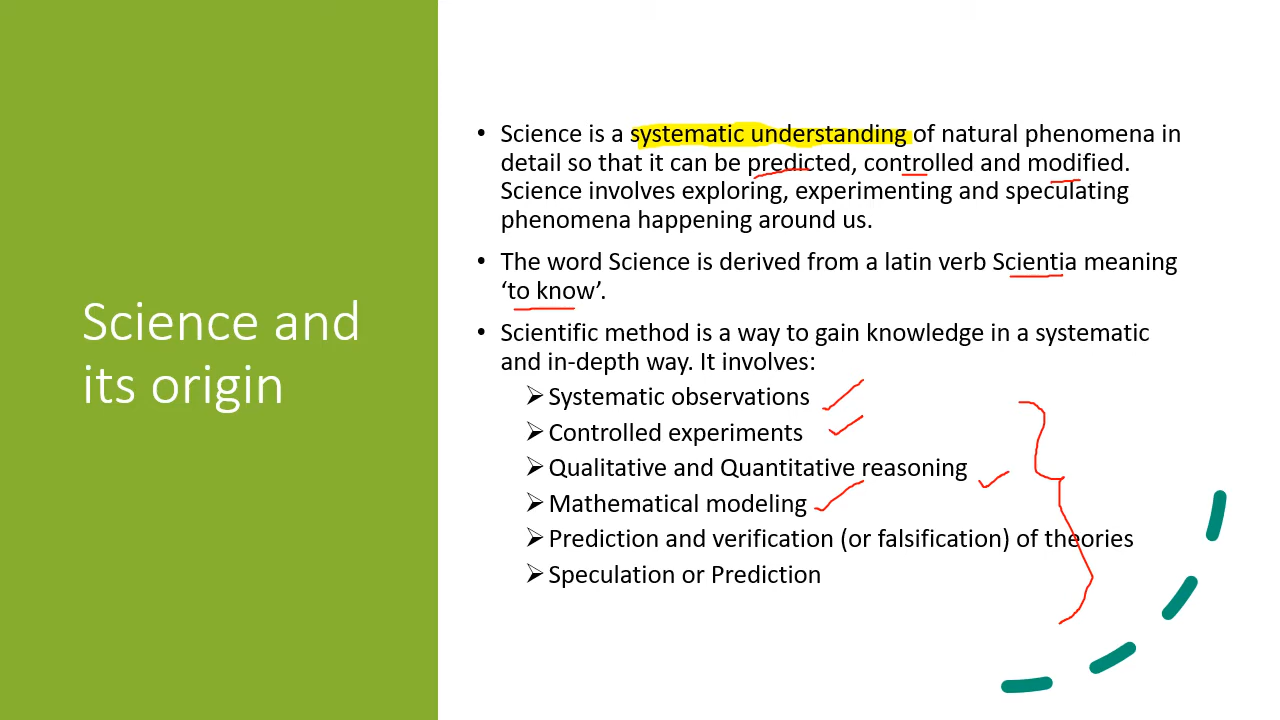 Science and
its origin
• Science is a systematic understanding of natural phenomena in
detail so that it can be predicted, controlled and modified.
Science involves exploring, experimenting and speculating
phenomena happening around us.
• The word Science is derived from a latin verb Scientia meaning
‘to know’.
• Scientific method is a way to gain knowledge in a systematic
and in-depth way. It involves:
➢ Systematic observations
➢ Controlled experiments
➢ Qualitative and Quantitative reasoning
➢ Mathematical modeling
➢ Prediction and verification (or falsification) of theories
➢ Speculation or Prediction